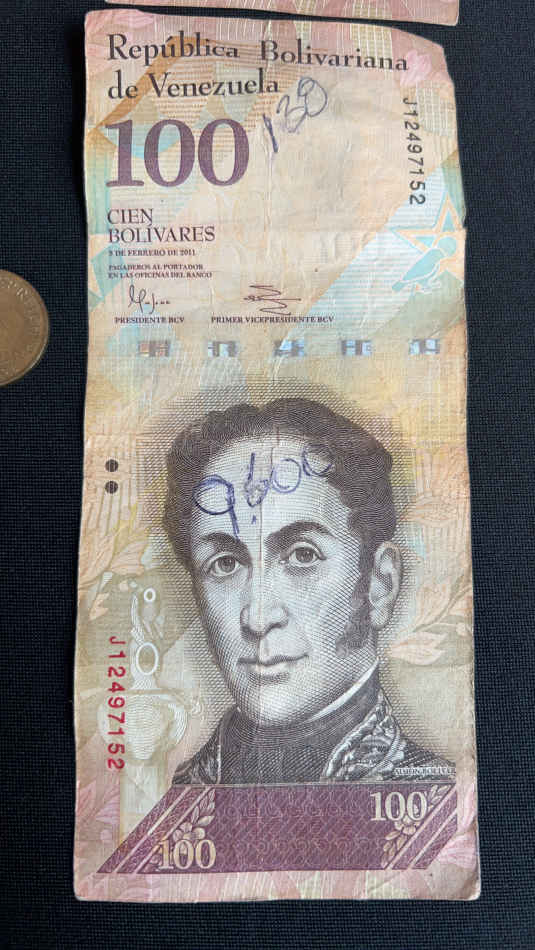 República Bolivariana
de Venezuela
130
100
J12497152
CIEN
BOLÍVARES
3 DE FEBRERO DE 2011
PAGADEROS AL PORTADOR
EN LAS OFICINAS DEL BANCO
PRESIDENTE BCV
PRIMER VICEPRESIDENTE BCV
9.600
J12497152
SIMÓN BOLÍVAR
100
100